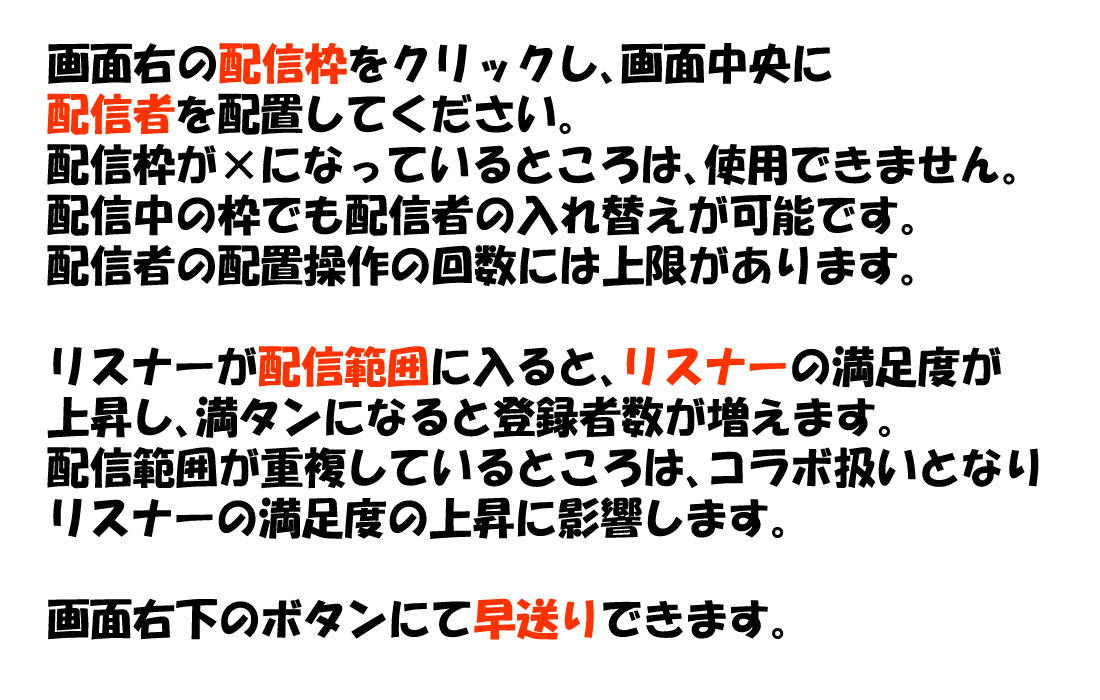 画面右の配信枠をクリックし、画面中央に
配信者を配置してください。
配信枠が×になっているところは、使用できません。
配信中の枠でも配信者の入れ替えが可能です。
配信者の配置操作の回数には上限があります。
リスナーが配信範囲に入ると、リスナーの満足度が
上昇し、満タンになると登録者数が増えます。
配信範囲が重複しているところは、コラボ扱いとなり
リスナーの満足度の上昇に影響します。
画面右下のボタンにて早送りできます。